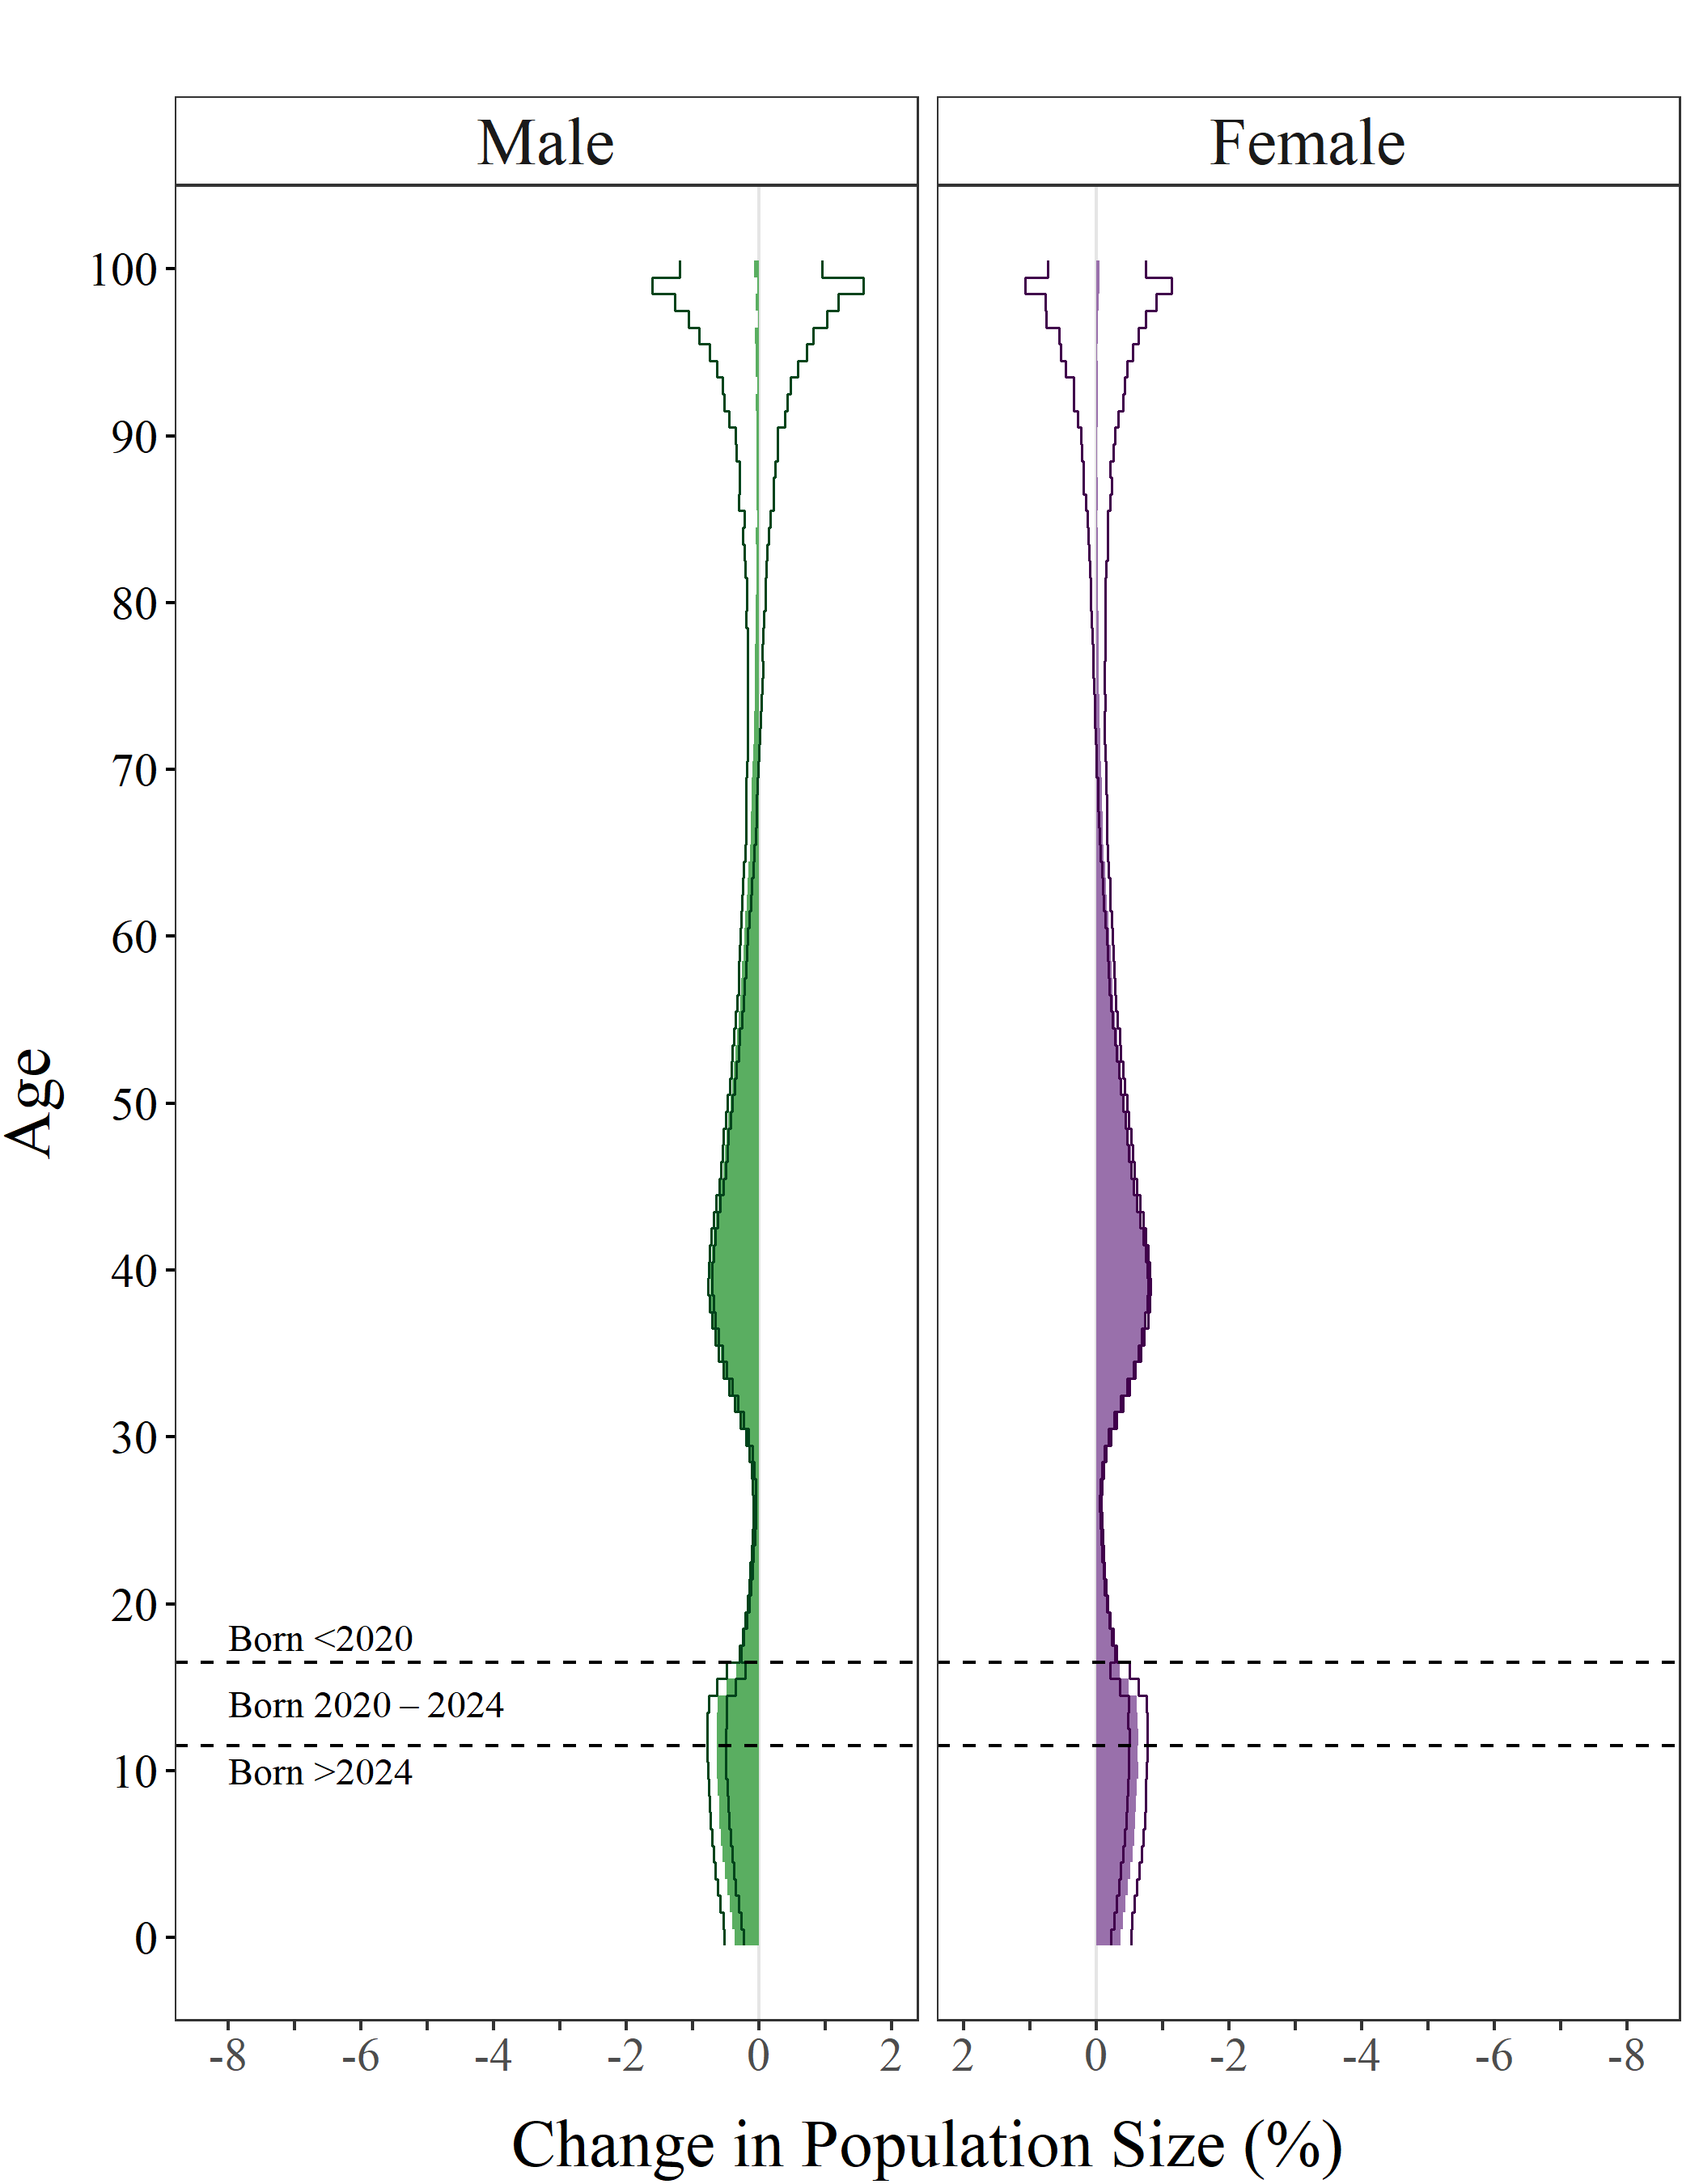 Male Female
100
90
80
70
60
50
40
30
20
10
0
Age
Born <2020
Born 2020 – 2024
Born >2024
-8 -6 -4 -2 0 2 2 0 -2 -4 -6 -8
Change in Population Size (%)